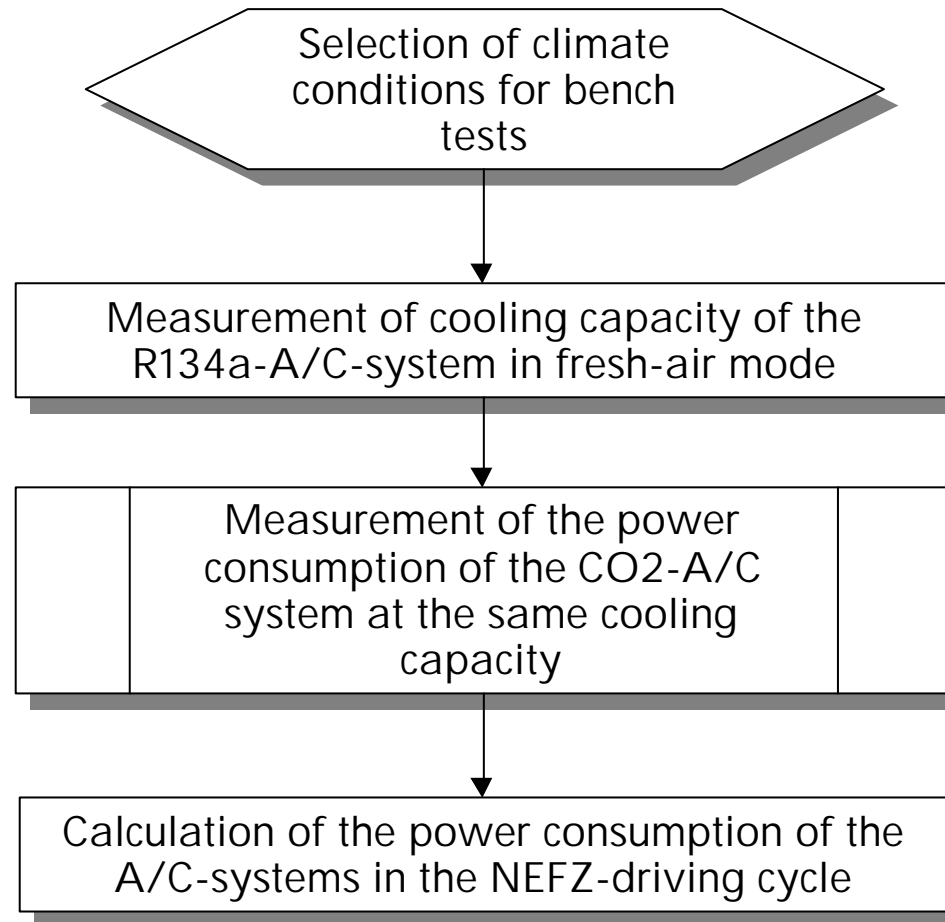 Selection of climate
conditions for bench
tests
Measurement of cooling capacity of the
R134a-A/C-system in fresh-air mode
Measurement of the power
consumption of the CO2-A/C
system at the same cooling
capacity
Calculation of the power consumption of the
A/C-systems in the NEFZ-driving cycle